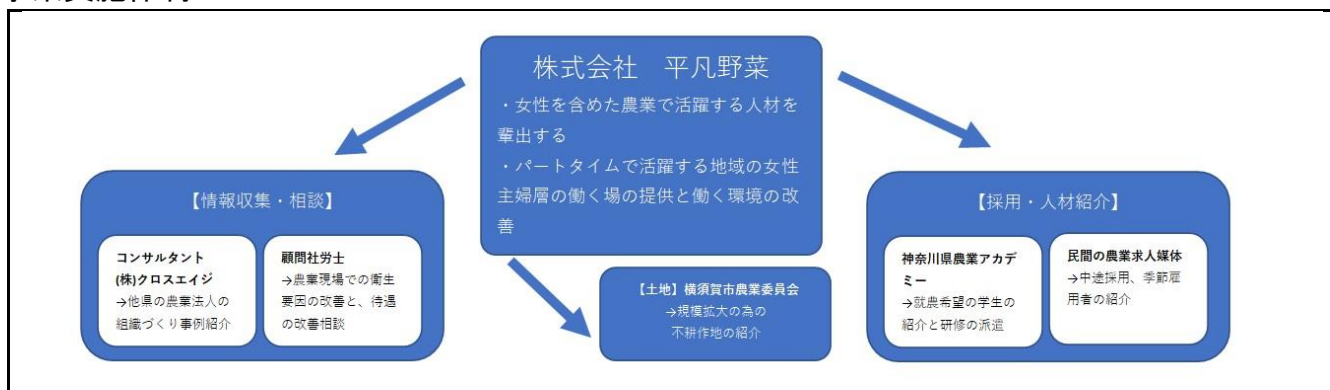 株式会社　平凡野菜
・女性を含めた農業で活躍する人材を
輩出する
・パートタイムで活躍する地域の女性
主婦層の働く場の提供と働く環境の改
善
【情報収集・相談】
コンサルタント
(株)クロスエイジ
→他県の農業法人の
組織づくり事例紹介
顧問社労士
→農業現場での衛生
要因の改善と、待遇
の改善相談
【土地】横須賀市農業委員会
→規模拡大の為の
不耕作地の紹介
【採用・人材紹介】
神奈川県農業アカデ
ミー
→就農希望の学生の
紹介と研修の派遣
民間の農業求人媒体
→中途採用、季節雇
用者の紹介